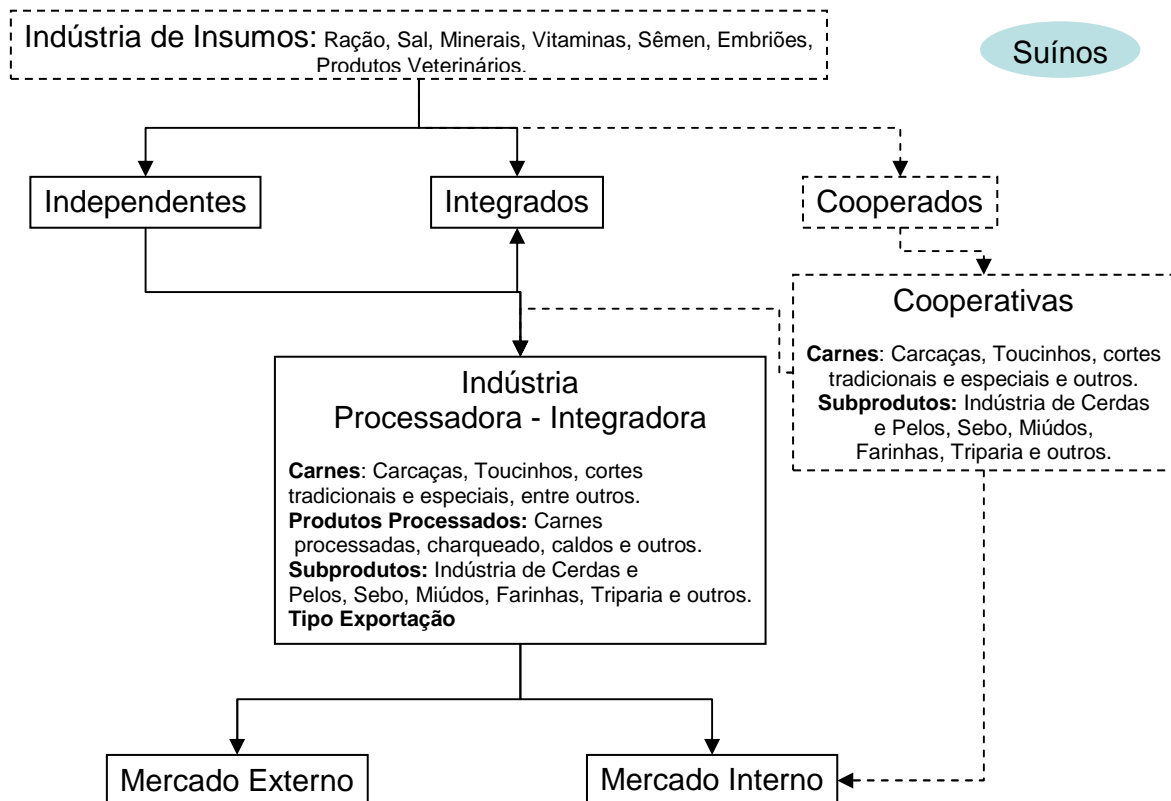 Indústria de Insumos: Ração, Sal, Minerais, Vitaminas, Sêmen, Embriões,
Produtos Veterinários.
Suínos
Independentes
Integrados
Cooperados
Cooperativas
Carnes: Carcaças, Toucinhos, cortes
tradicionais e especiais e outros.
Subprodutos: Indústria de Cerdas
e Pelos, Sebo, Miúdos,
Farinhas, Triparia e outros.
Indústria
Processadora - Integradora
Carnes: Carcaças, Toucinhos, cortes
tradicionais e especiais, entre outros.
Produtos Processados: Carnes
processadas, charqueado, caldos e outros.
Subprodutos: Indústria de Cerdas e
Pelos, Sebo, Miúdos, Farinhas, Triparia e outros.
Tipo Exportação
Mercado Externo
Mercado Interno